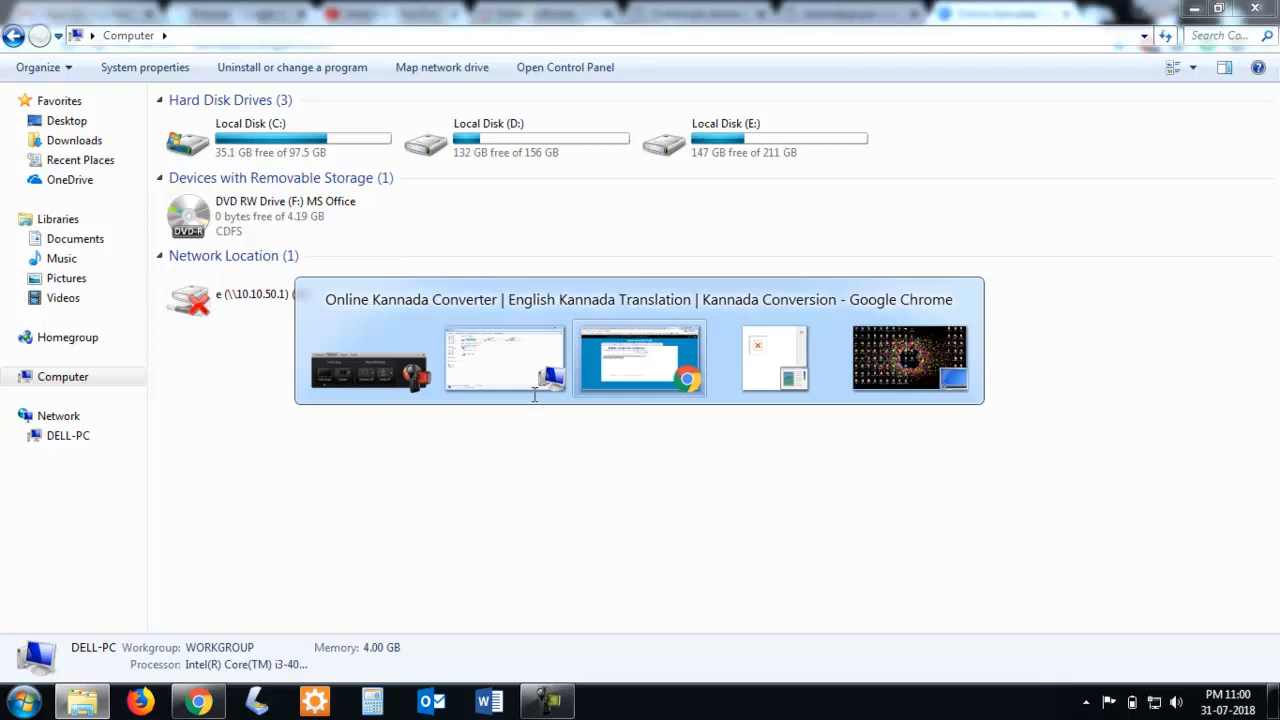 Computer
Search Co...
Organize
System properties
Uninstall or change a program
Map network drive
Open Control Panel
Favorites
Desktop
Downloads
Recent Places
OneDrive
Libraries
Documents
Music
Pictures
Videos
Homegroup
Computer
Network
DELL-PC
Hard Disk Drives (3)
Local Disk (C:)
35.1 GB free of 97.5 GB
Local Disk (D:)
132 GB free of 156 GB
Local Disk (E:)
147 GB free of 211 GB
Devices with Removable Storage (1)
DVD RW Drive (F:) MS Office
0 bytes free of 4.19 GB
CDFS
DVD-R
Network Location (1)
e (\\10.10.50.1) (
Online Kannada Converter | English Kannada Translation | Kannada Conversion - Google Chrome
DELL-PC Workgroup: WORKGROUP Memory: 4.00 GB
Processor: Intel(R) Core(TM) i3-40...
PM 11:00
31-07-2018